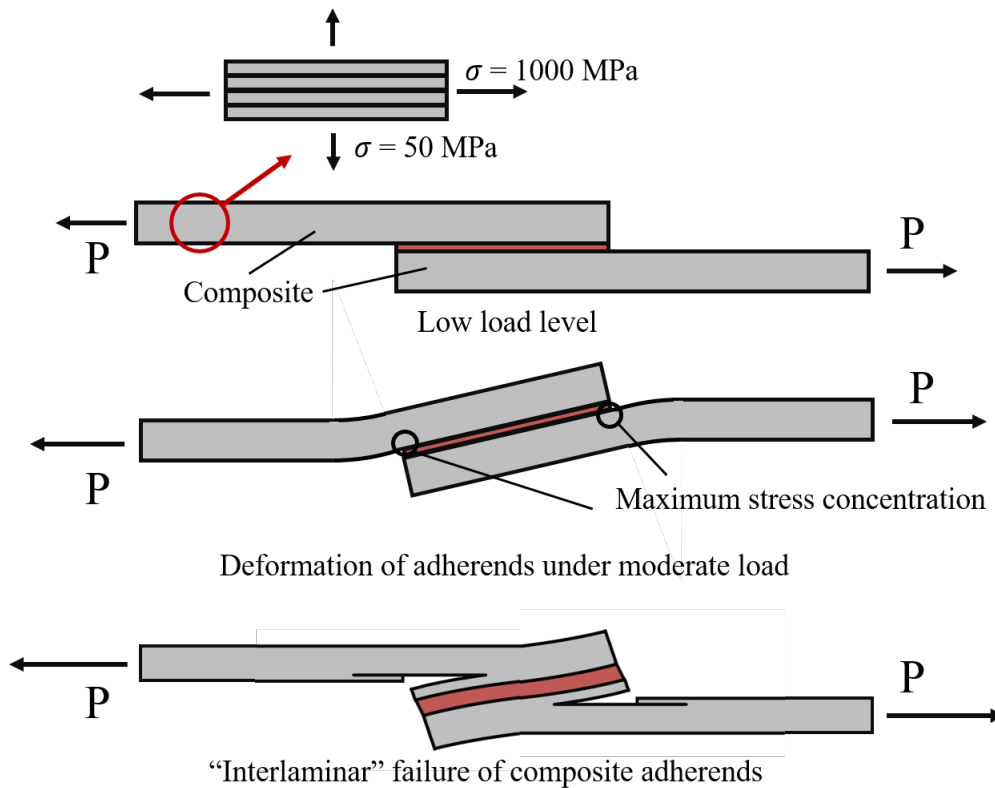 σ = 1000 MPa
σ = 50 MPa
P
P
Composite
Low load level
P
P
Maximum stress concentration
Deformation of adherends under moderate load
P
P
“Interlaminar” failure of composite adherends